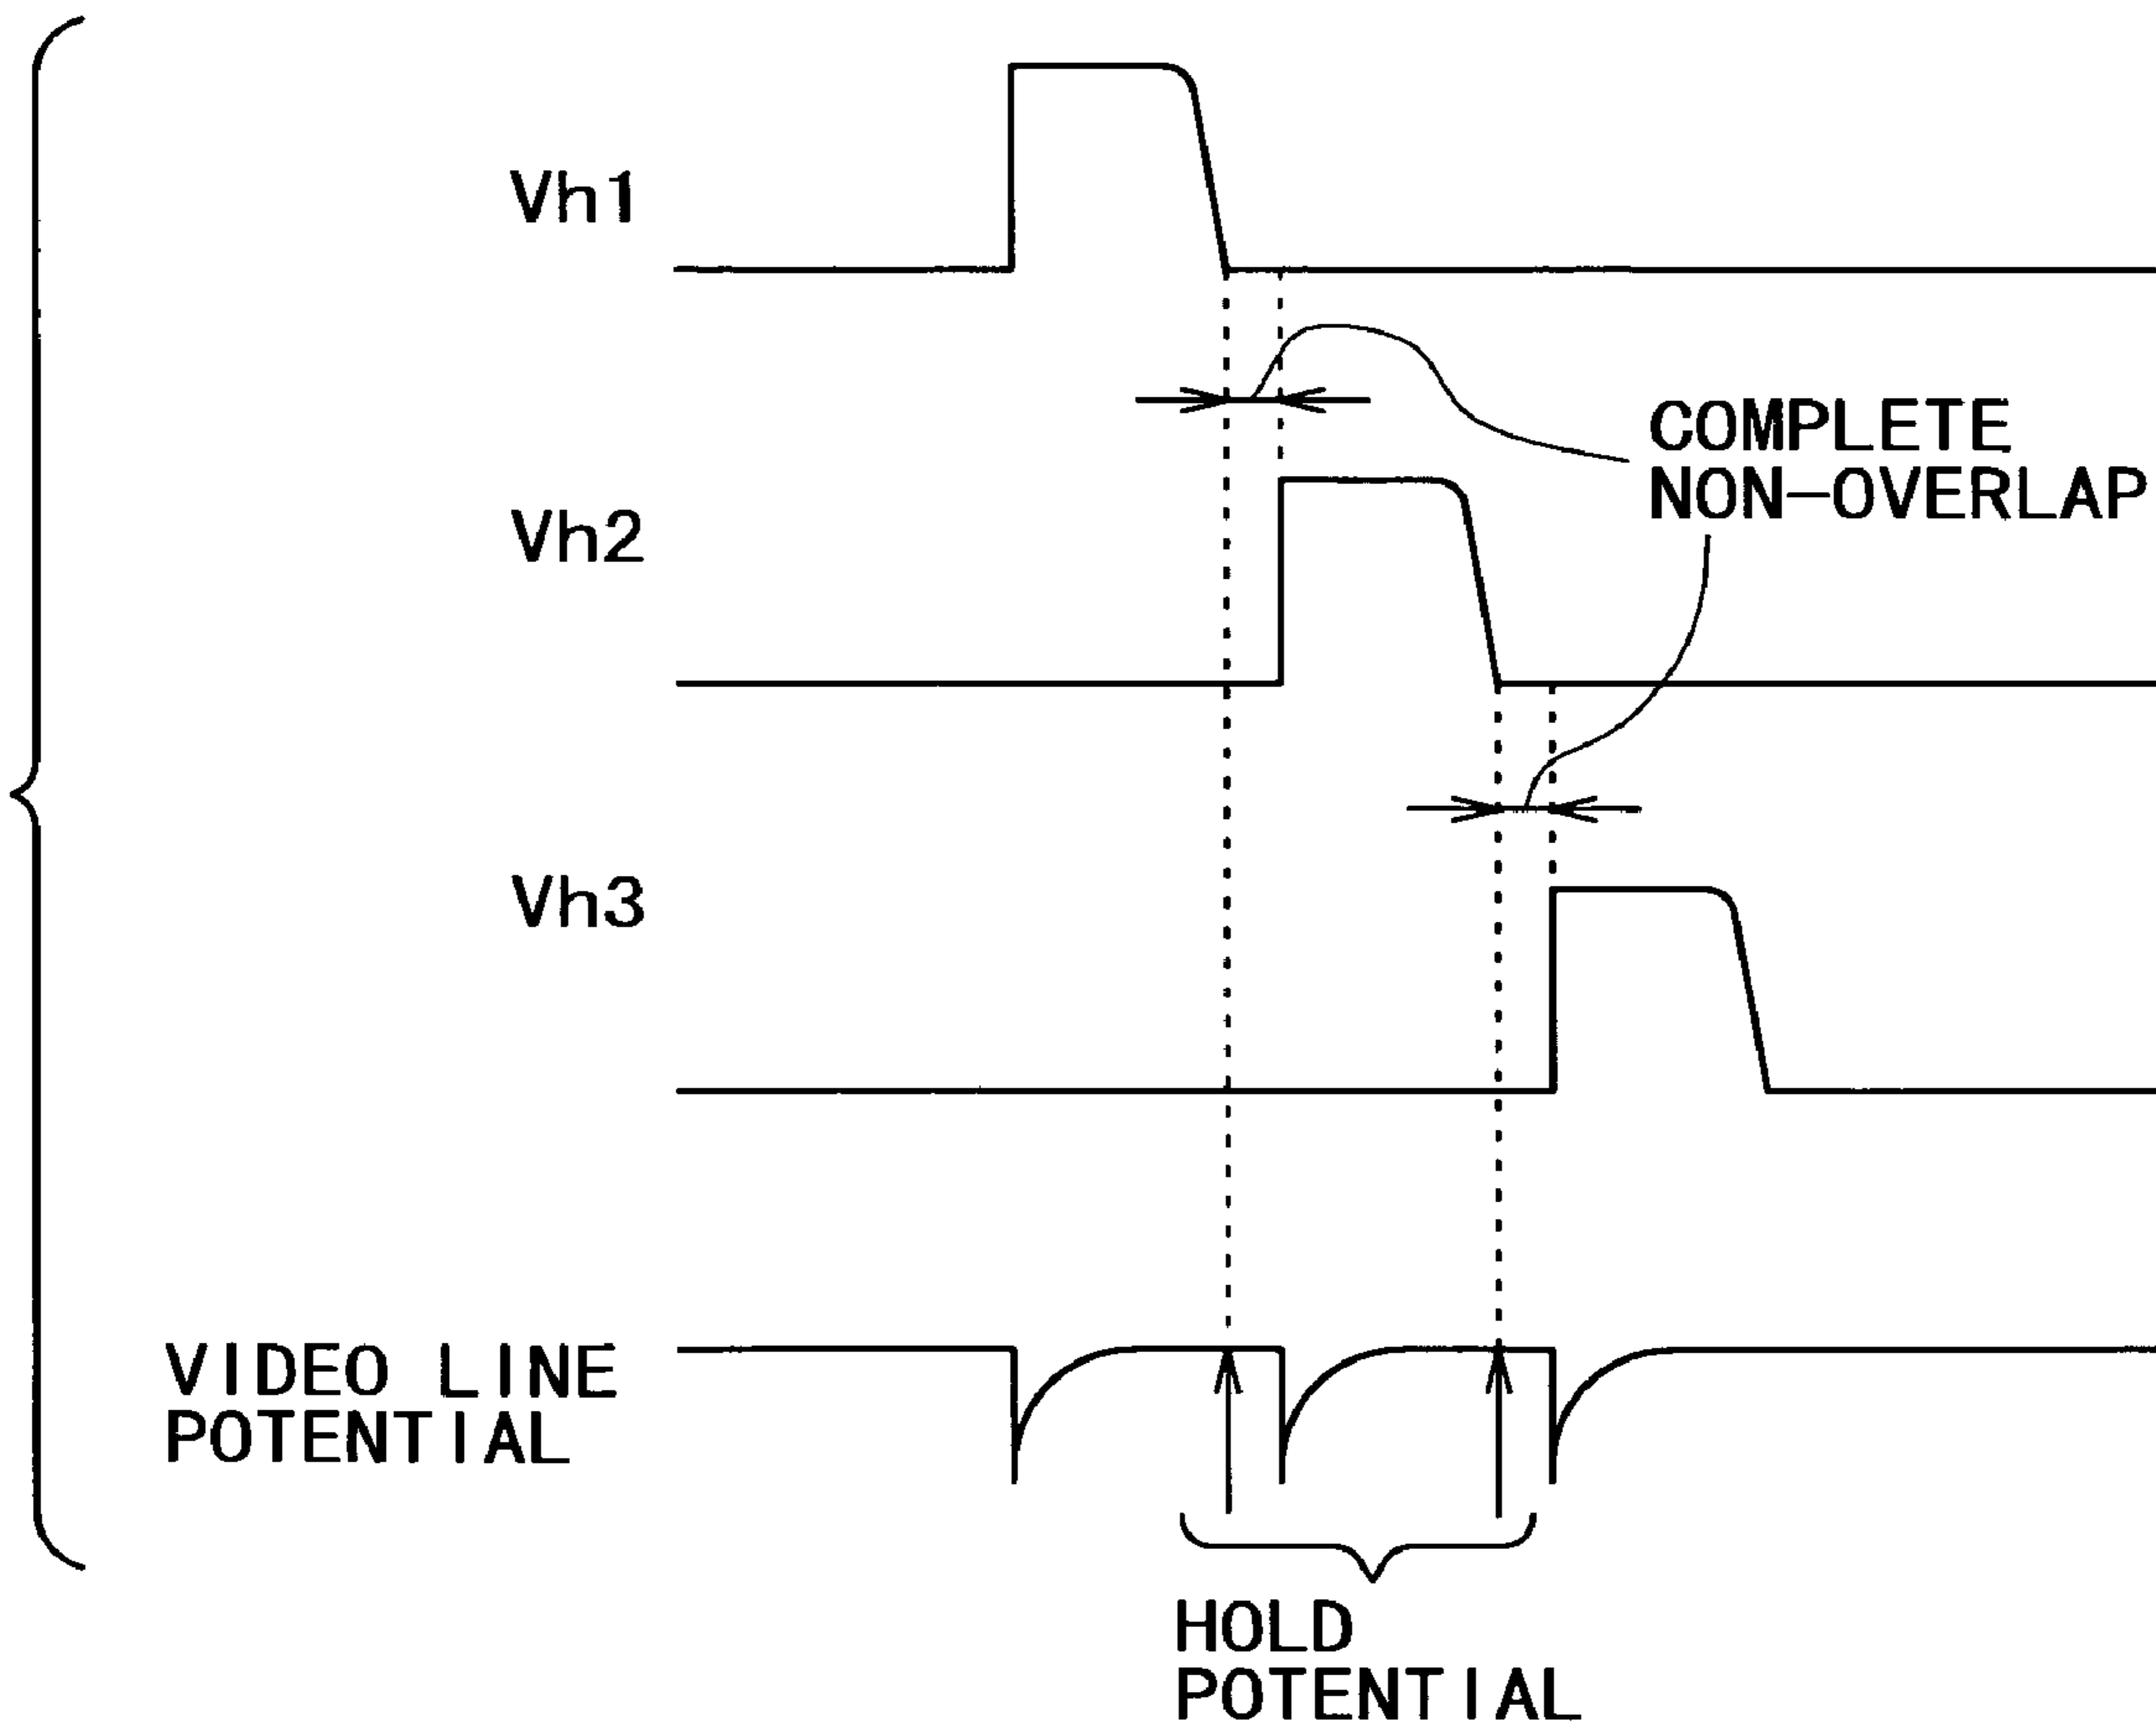 Vh1
COMPLETE
NON-OVERLAP
Vh2
Vh3
VIDEO LINE
POTENTIAL
HOLD
POTENTIAL